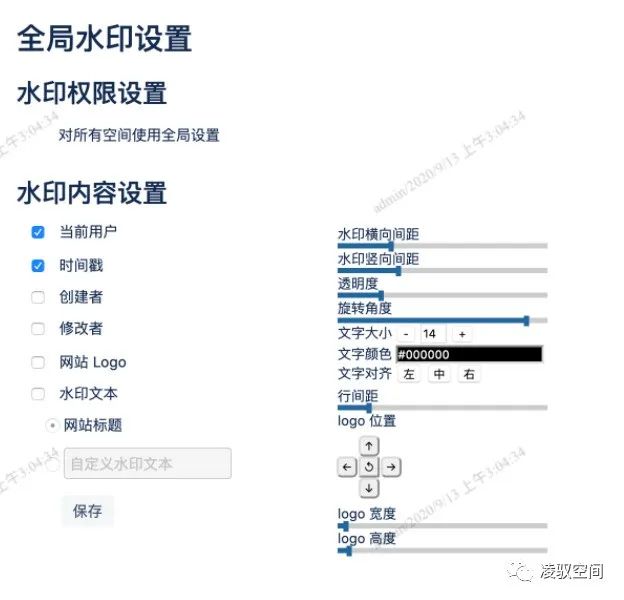 全局水印设置
水印权限设置
对所有空间使用全局设置
水印内容设置
当前用户
时间戳
创建者
修改者
网站 Logo
水印文本
网站标题
自定义水印文本
保存
水印横向间距
水印竖向间距
透明度
旋转角度
文字大小 - 14 +
文字颜色 #000000
文字对齐 左 中 右
行间距
logo 位置
↑
← ↺ →
↓
logo 宽度
logo 高度
上午3:04:34
admin/2020/9/13 上午3:04:34
上午3:04:34
admin/2020/9/13 上午3:04:34
凌驭空间